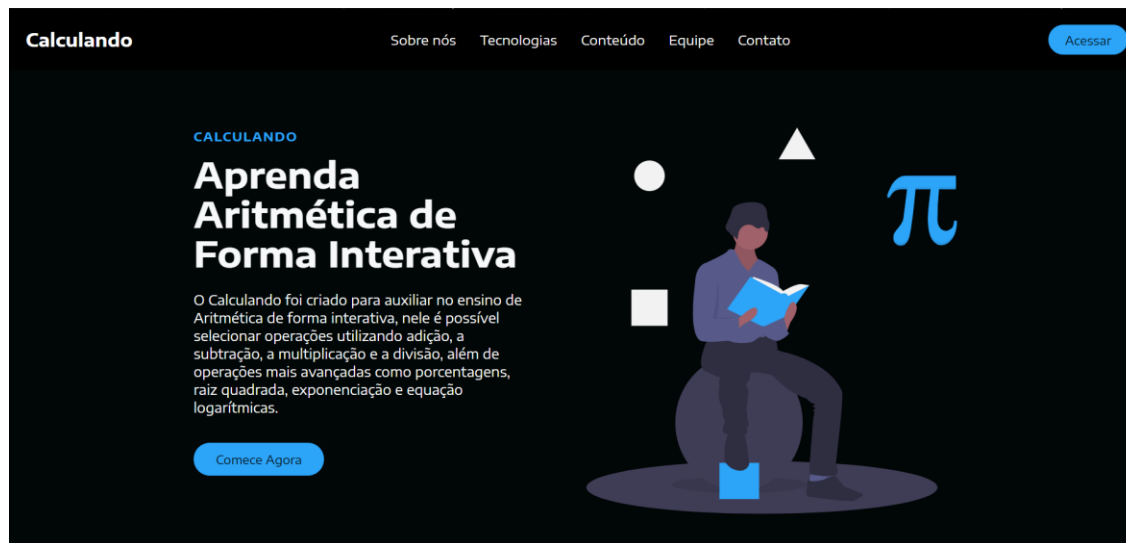 Calculando
Sobre nós Tecnologias Conteúdo Equipe Contato
Acessar
CALCULANDO
Aprenda
Aritmética de
Forma Interativa
O Calculando foi criado para auxiliar no ensino de
Aritmética de forma interativa, nele é possível
selecionar operações utilizando adição, a
subtração, a multiplicação e a divisão, além de
operações mais avançadas como porcentagens,
raiz quadrada, exponenciação e equação
logarítmicas.
Comece Agora
π